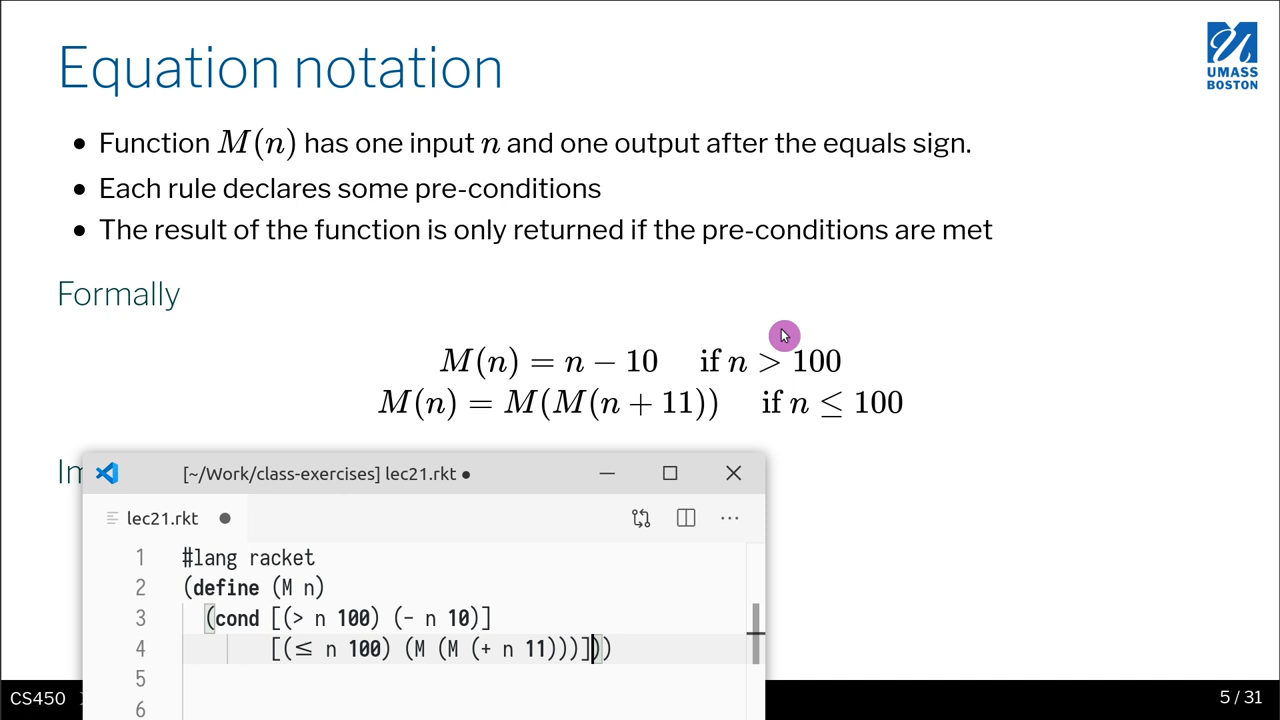 Equation notation
UMASS
BOSTON
• Function M(n) has one input n and one output after the equals sign.
• Each rule declares some pre-conditions
• The result of the function is only returned if the pre-conditions are met
Formally
M(n) = n − 10 if n > 100
M(n) = M(M(n + 11)) if n ≤ 100
Im
[~/Work/class-exercises] lec21.rkt ●
lec21.rkt ●
1 #lang racket
2 (define (M n)
3 (cond [(> n 100) (- n 10)]
4 [(≤ n 100) (M (M (+ n 11)))]))
5
6
CS450
5 / 31